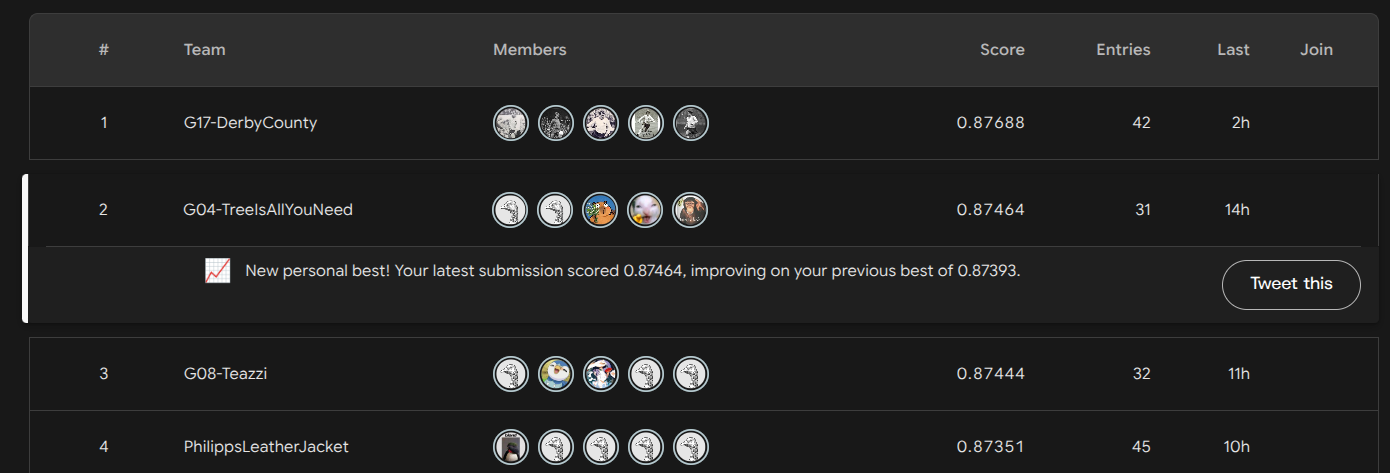 # Team Members Score Entries Last Join
1 G17-DerbyCounty 0.87688 42 2h
2 G04-TreeIsAllYouNeed 0.87464 31 14h
New personal best! Your latest submission scored 0.87464, improving on your previous best of 0.87393.
Tweet this
3 G08-Teazzi 0.87444 32 11h
4 PhilippsLeatherJacket 0.87351 45 10h